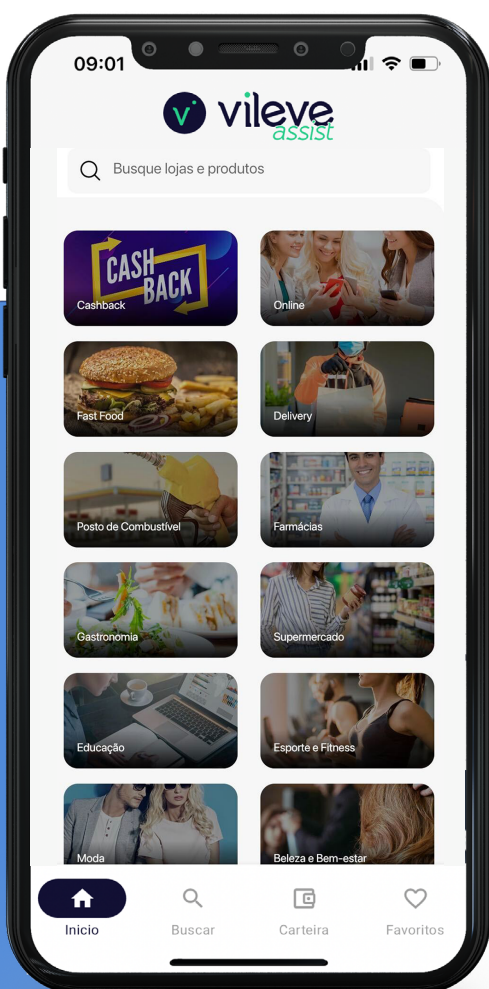 09:01
vileve
assist
Busque lojas e produtos
CASH
BACK
Cashback
Online
Fast Food
Delivery
Posto de Combustível
Farmácias
Gastronomia
Supermercado
Educação
Esporte e Fitness
Moda
Beleza e Bem-estar
Inicio
Buscar
Carteira
Favoritos